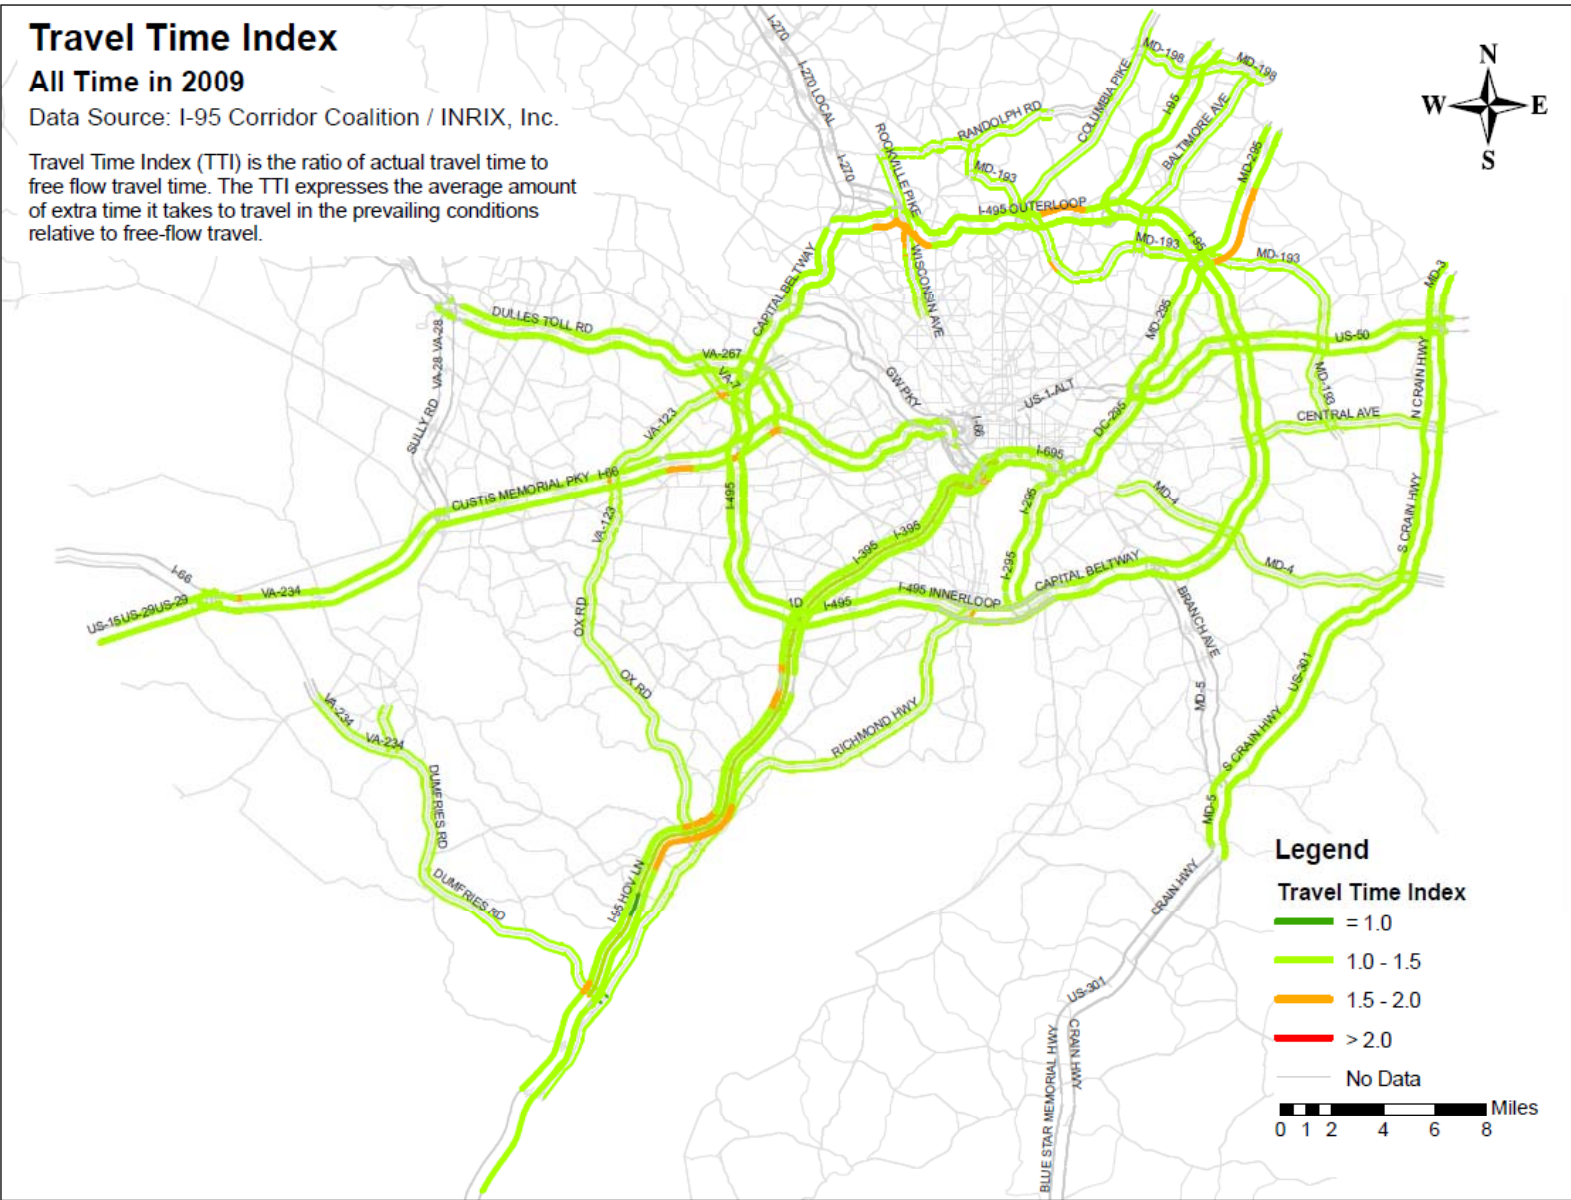 Travel Time Index
All Time in 2009
Data Source: I-95 Corridor Coalition / INRIX, Inc.
Travel Time Index (TTI) is the ratio of actual travel time to
free flow travel time. The TTI expresses the average amount
of extra time it takes to travel in the prevailing conditions
relative to free-flow travel.
N
W
E
S
I-270
I-270 LOCAL
I-270
ROCKVILLE PIKE
RANDOLPH RD
COLUMBIA PIKE
MD-198
MD-198
I-95
BALTIMORE AVE
MD-295
MD-193
I-495 OUTERLOOP
MD-193
I-95
MD-193
MD-3
WISCONSIN AVE
CAPITAL BELTWAY
DULLES TOLL RD
VA-28 VA-28
VA-267
VA-7
MD-295
US-50
GW PKY
US-1-ALT
MD-193
N CRAIN HWY
SULLY RD
VA-123
I-66
DC-295
CENTRAL AVE
CUSTIS MEMORIAL PKY
I-66
I-695
I-495
I-295
MD-4
S CRAIN HWY
VA-123
I-395
I-395
I-66
VA-234
US-15US-29US-29
I-295
CAPITAL BELTWAY
MD-4
I-495 INNERLOOP
I-495
OX RD
BRANCH AVE
OX RD
VA-234
VA-234
RICHMOND HWY
MD-5
US-301
S CRAIN HWY
DUMFRIES RD
MD-5
DUMFRIES RD
I-95 HOV LN
CRAIN HWY
US-301
BLUE STAR MEMORIAL HWY
CRAIN HWY
Legend
Travel Time Index
= 1.0
1.0 - 1.5
1.5 - 2.0
> 2.0
No Data
Miles
0 1 2 4 6 8